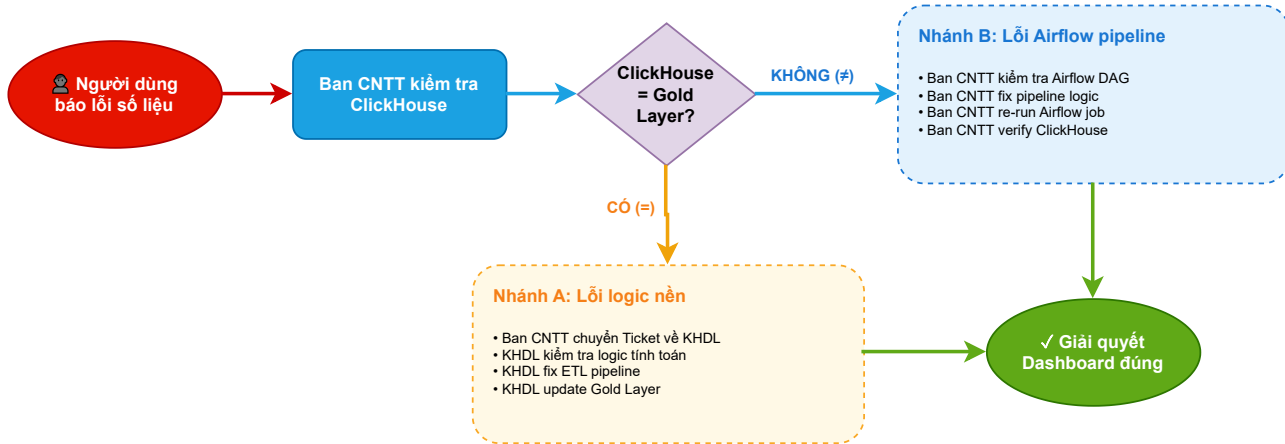 Người dùng
báo lỗi số liệu
Ban CNTT kiểm tra
ClickHouse
ClickHouse
= Gold
Layer?
KHÔNG (≠)
Nhánh B: Lỗi Airflow pipeline
• Ban CNTT kiểm tra Airflow DAG
• Ban CNTT fix pipeline logic
• Ban CNTT re-run Airflow job
• Ban CNTT verify ClickHouse
CÓ (=)
Nhánh A: Lỗi logic nền
• Ban CNTT chuyển Ticket về KHDL
• KHDL kiểm tra logic tính toán
• KHDL fix ETL pipeline
• KHDL update Gold Layer
✓ Giải quyết
Dashboard đúng